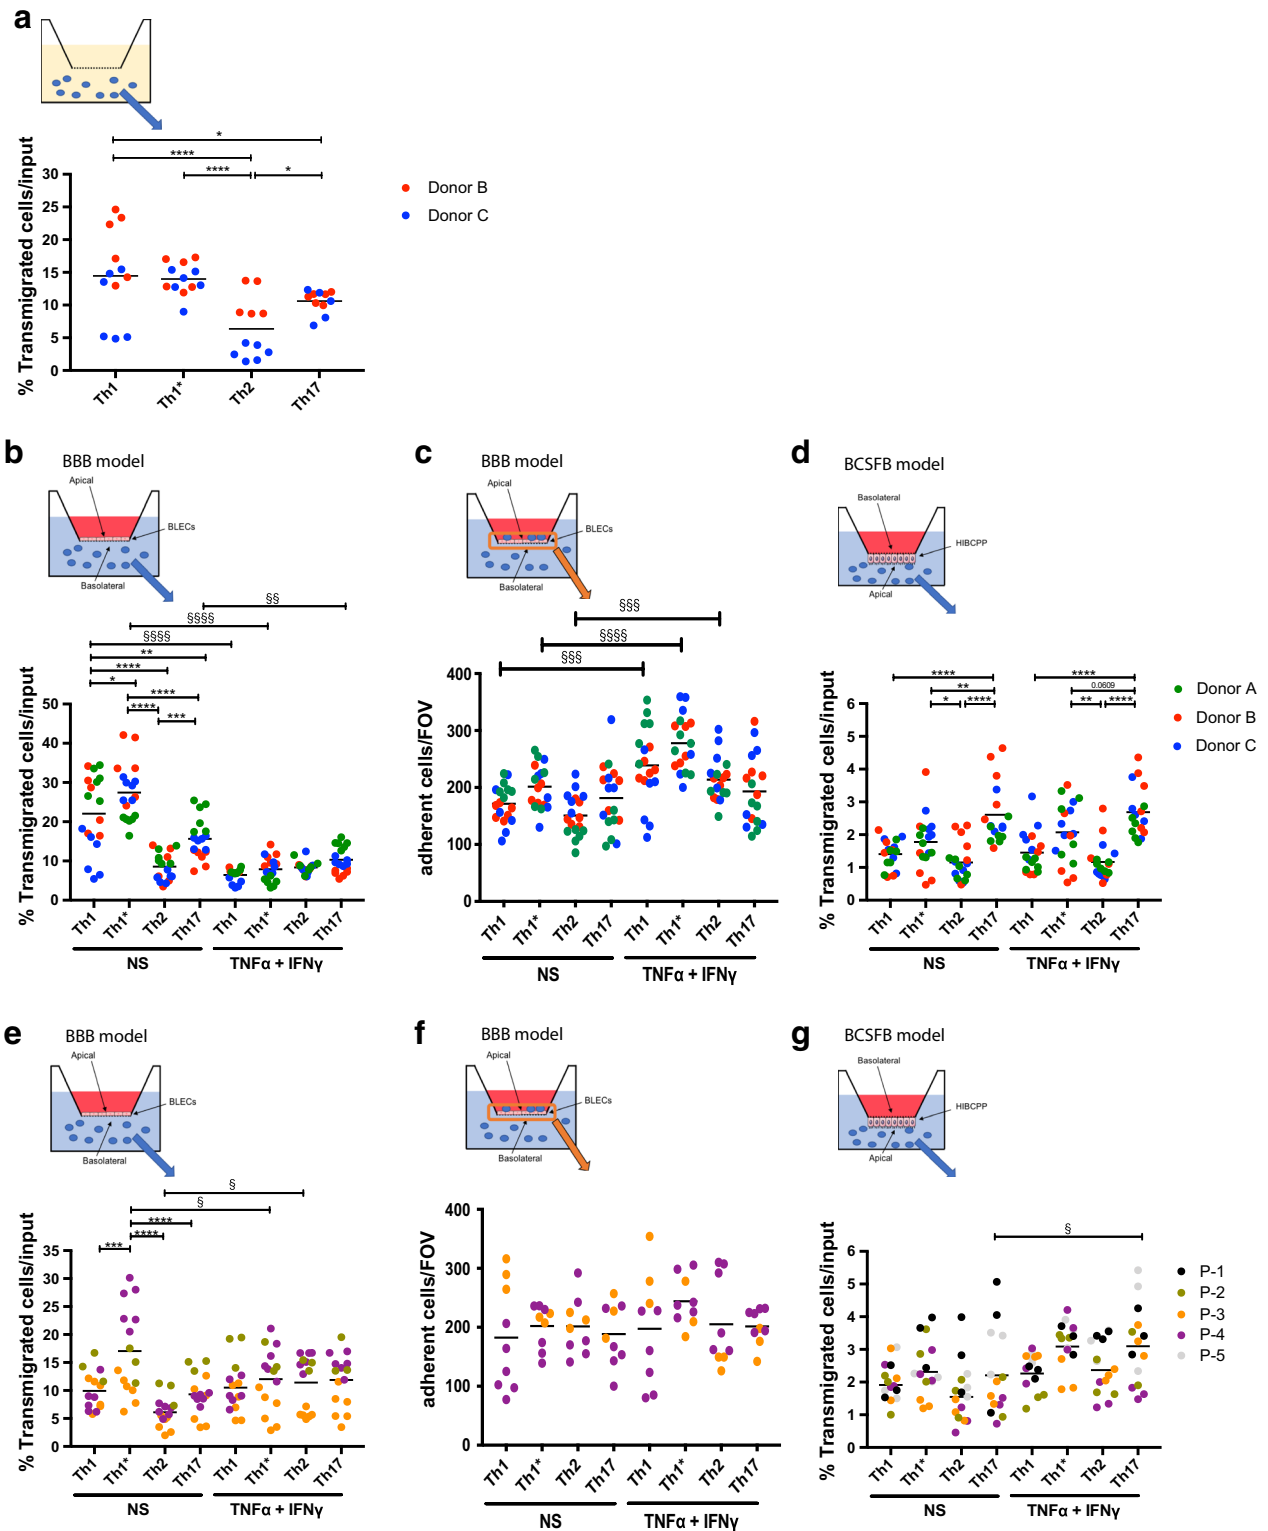 a
*
****
**** *
% Transmigrated cells/input
30
25
20
15
10
5
0
Th1 Th1* Th2 Th17
Donor B
Donor C
b
BBB model
Apical
BLECs
Basolateral
§§
§§§§
§§§§
**
****
*
****
****
***
% Transmigrated cells/input
50
40
30
20
10
0
Th1 Th1* Th2 Th17 Th1 Th1* Th2 Th17
NS TNFα + IFNγ
c
BBB model
Apical
BLECs
Basolateral
§§§
§§§§
§§§
adherent cells/FOV
400
300
200
100
0
Th1 Th1* Th2 Th17 Th1 Th1* Th2 Th17
NS TNFα + IFNγ
d
BCSFB model
Basolateral
HIBCPP
Apical
**** ****
** 0.0609
* **** ** ****
% Transmigrated cells/input
6
5
4
3
2
1
0
Th1 Th1* Th2 Th17 Th1 Th1* Th2 Th17
NS TNFα + IFNγ
Donor A
Donor B
Donor C
e
BBB model
Apical
BLECs
Basolateral
§
§
****
****
***
% Transmigrated cells/input
35
30
25
20
15
10
5
0
Th1 Th1* Th2 Th17 Th1 Th1* Th2 Th17
NS TNFα + IFNγ
f
BBB model
Apical
BLECs
Basolateral
adherent cells/FOV
400
300
200
100
0
Th1 Th1* Th2 Th17 Th1 Th1* Th2 Th17
NS TNFα + IFNγ
g
BCSFB model
Basolateral
HIBCPP
Apical
§
% Transmigrated cells/input
6
5
4
3
2
1
0
Th1 Th1* Th2 Th17 Th1 Th1* Th2 Th17
NS TNFα + IFNγ
P-1
P-2
P-3
P-4
P-5